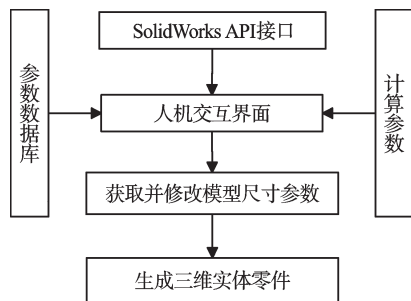 SolidWorks API接口
参数数据库
人机交互界面
计算参数
获取并修改模型尺寸参数
生成三维实体零件